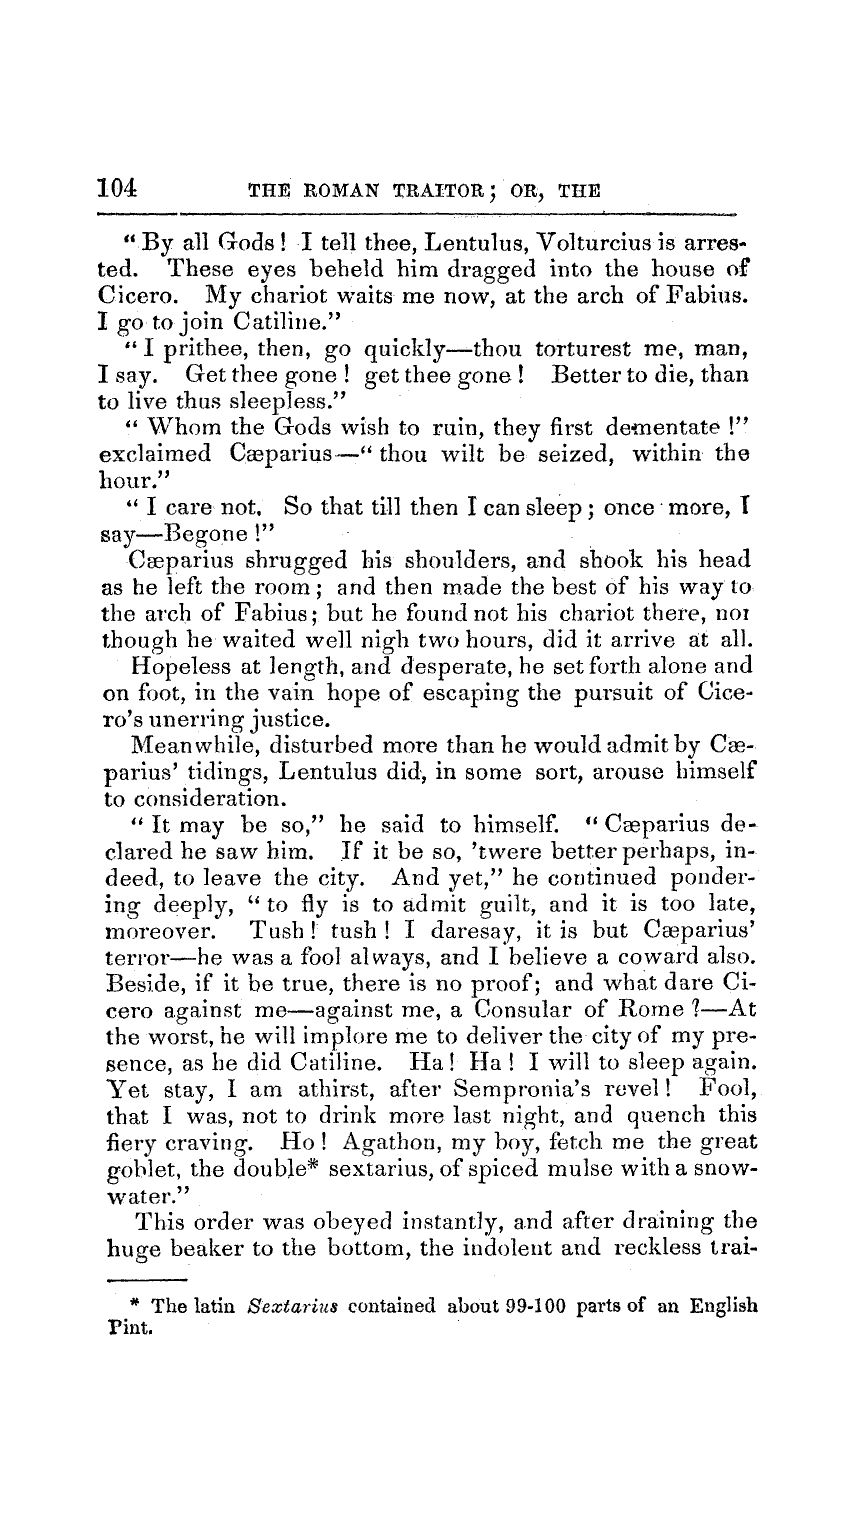 104 THE ROMAN TRAITOR; OR, THE
"By all Gods! I tell thee, Lentulus, Volturcius is arres-
ted. These eyes beheld him dragged into the house of
Cicero. My chariot waits me now, at the arch of Fabius.
I go to join Catiline."
"I prithee, then, go quickly—thou torturest me, man,
I say. Get thee gone! get thee gone! Better to die, than
to live thus sleepless."
"Whom the Gods wish to ruin, they first dementate!"
exclaimed Cæparius—"thou wilt be seized, within the
hour."
"I care not. So that till then I can sleep; once more, I
say—Begone!"
Cæparius shrugged his shoulders, and shook his head
as he left the room; and then made the best of his way to
the arch of Fabius; but he found not his chariot there, nor
though he waited well nigh two hours, did it arrive at all.
Hopeless at length, and desperate, he set forth alone and
on foot, in the vain hope of escaping the pursuit of Cice-
ro's unerring justice.
Meanwhile, disturbed more than he would admit by Cæ-
parius' tidings, Lentulus did, in some sort, arouse himself
to consideration.
"It may be so," he said to himself. "Cæparius de-
clared he saw him. If it be so, 'twere better perhaps, in-
deed, to leave the city. And yet," he continued ponder-
ing deeply, "to fly is to admit guilt, and it is too late,
moreover. Tush! tush! I daresay, it is but Cæparius'
terror—he was a fool always, and I believe a coward also.
Beside, if it be true, there is no proof; and what dare Ci-
cero against me—against me, a Consular of Rome?—At
the worst, he will implore me to deliver the city of my pre-
sence, as he did Catiline. Ha! Ha! I will to sleep again.
Yet stay, I am athirst, after Sempronia's revel! Fool,
that I was, not to drink more last night, and quench this
fiery craving. Ho! Agathon, my boy, fetch me the great
goblet, the double* sextarius, of spiced mulse with a snow-
water."
This order was obeyed instantly, and after draining the
huge beaker to the bottom, the indolent and reckless trai-
* The latin Sextarius contained about 99-100 parts of an English
Pint.